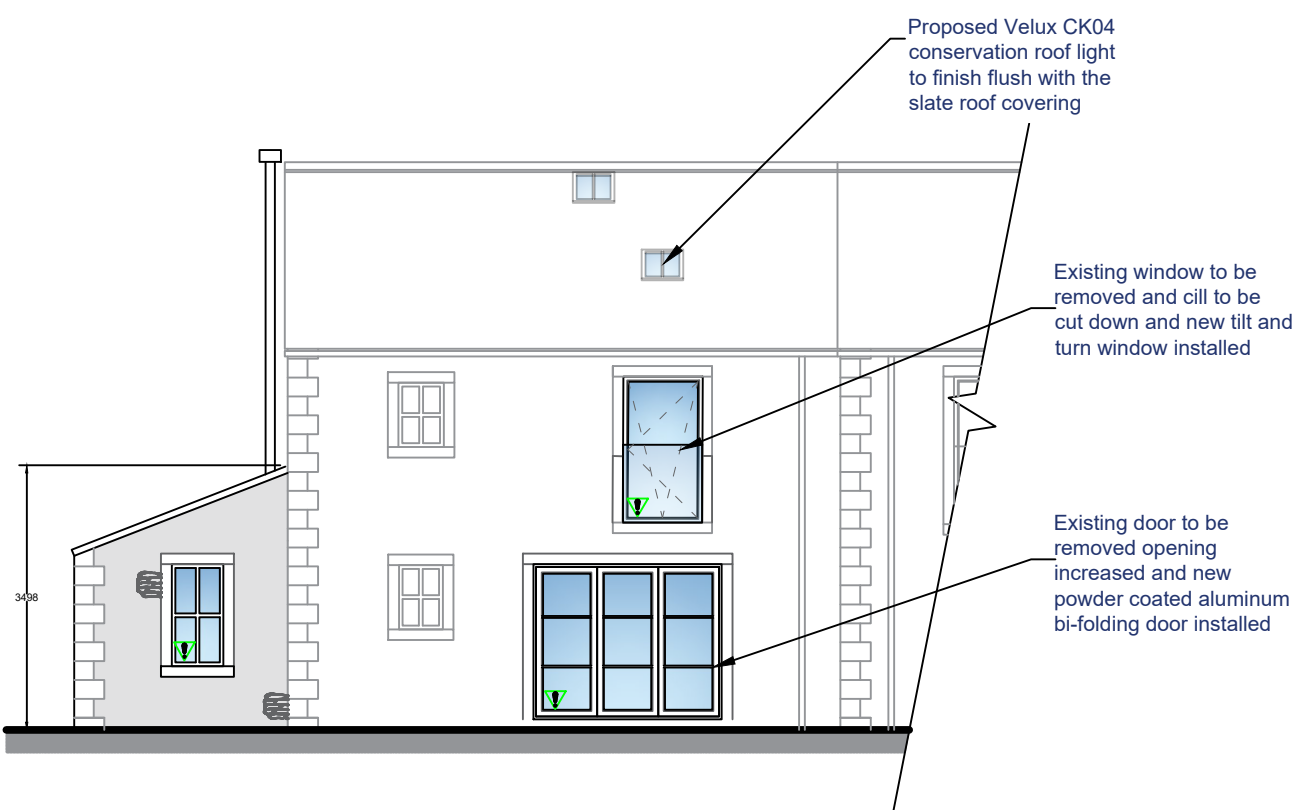 Proposed Velux CK04
conservation roof light
to finish flush with the
slate roof covering
Existing window to be
removed and cill to be
cut down and new tilt and
turn window installed
Existing door to be
removed opening
increased and new
powder coated aluminum
bi-folding door installed
3498